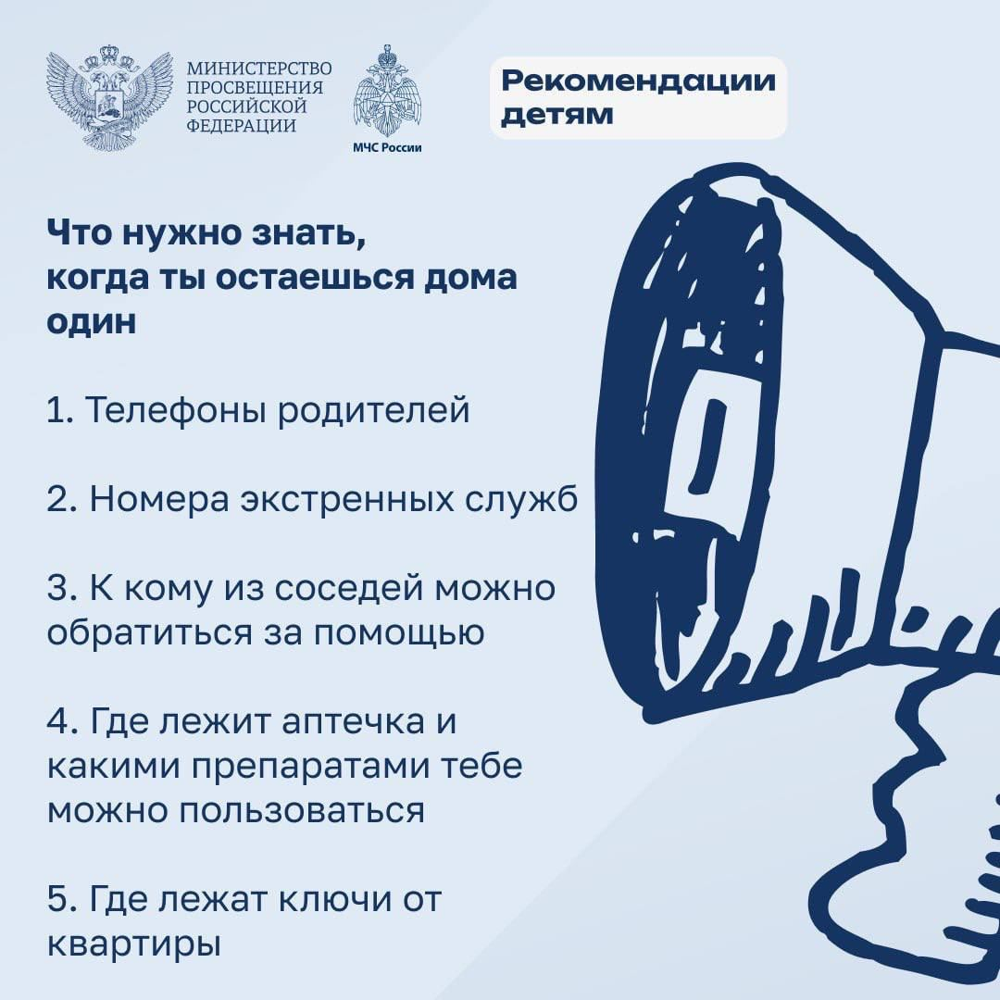 МИНИСТЕРСТВО
ПРОСВЕЩЕНИЯ
РОССИЙСКОЙ
ФЕДЕРАЦИИ
МЧС России
Рекомендации
детям
Что нужно знать,
когда ты остаешься дома
один
1. Телефоны родителей
2. Номера экстренных служб
3. К кому из соседей можно
обратиться за помощью
4. Где лежит аптечка и
какими препаратами тебе
можно пользоваться
5. Где лежат ключи от
квартиры